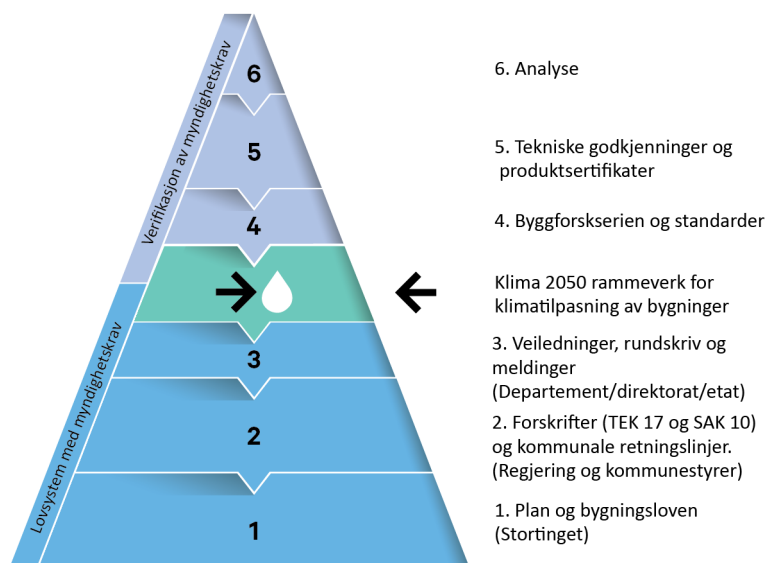 Verifikasjon av myndighetskrav
Lovsystem med myndighetskrav
6
5
4
3
2
1
6. Analyse
5. Tekniske godkjenninger og
produktsertifikater
4. Byggforskserien og standarder
Klima 2050 rammeverk for
klimatilpasning av bygninger
3. Veiledninger, rundskriv og
meldinger
(Departement/direktorat/etat)
2. Forskrifter (TEK 17 og SAK 10)
og kommunale retningslinjer.
(Regjering og kommunestyrer)
1. Plan og bygningsloven
(Stortinget)